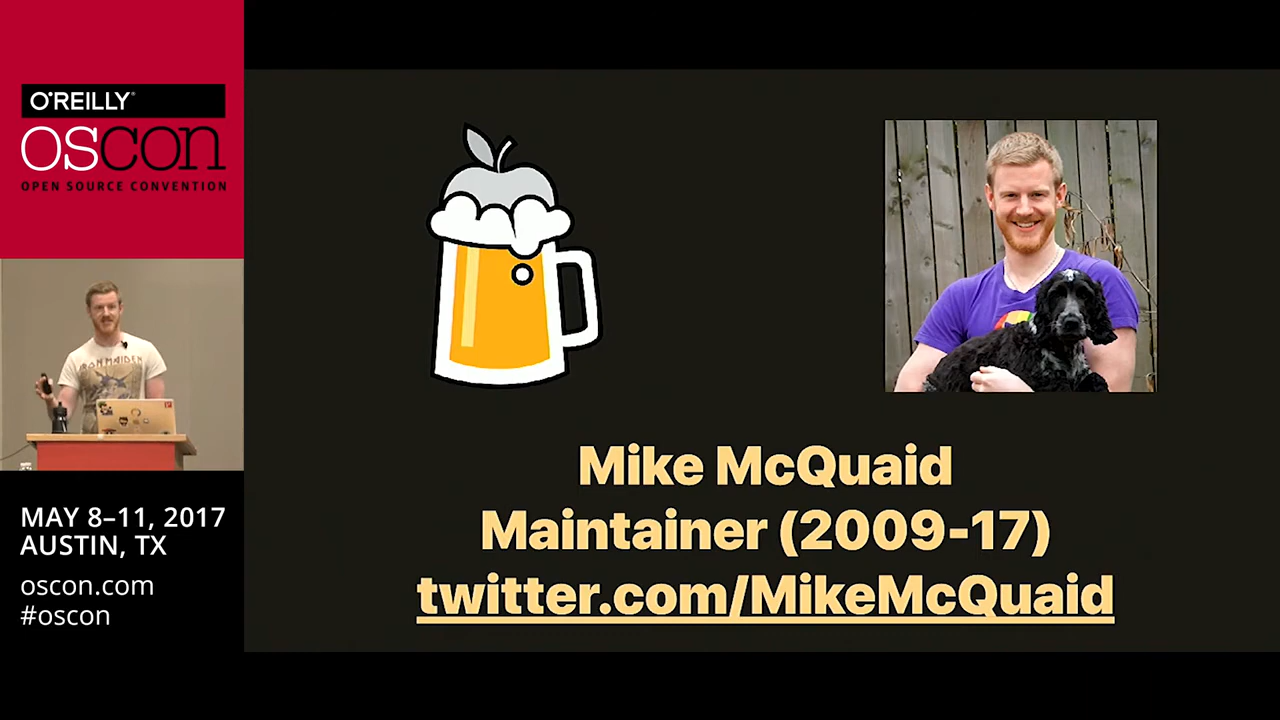 O'REILLY®
OSCON
OPEN SOURCE CONVENTION
IRON MAIDEN
MAY 8–11, 2017
AUSTIN, TX
oscon.com
#oscon
Mike McQuaid
Maintainer (2009-17)
twitter.com/MikeMcQuaid